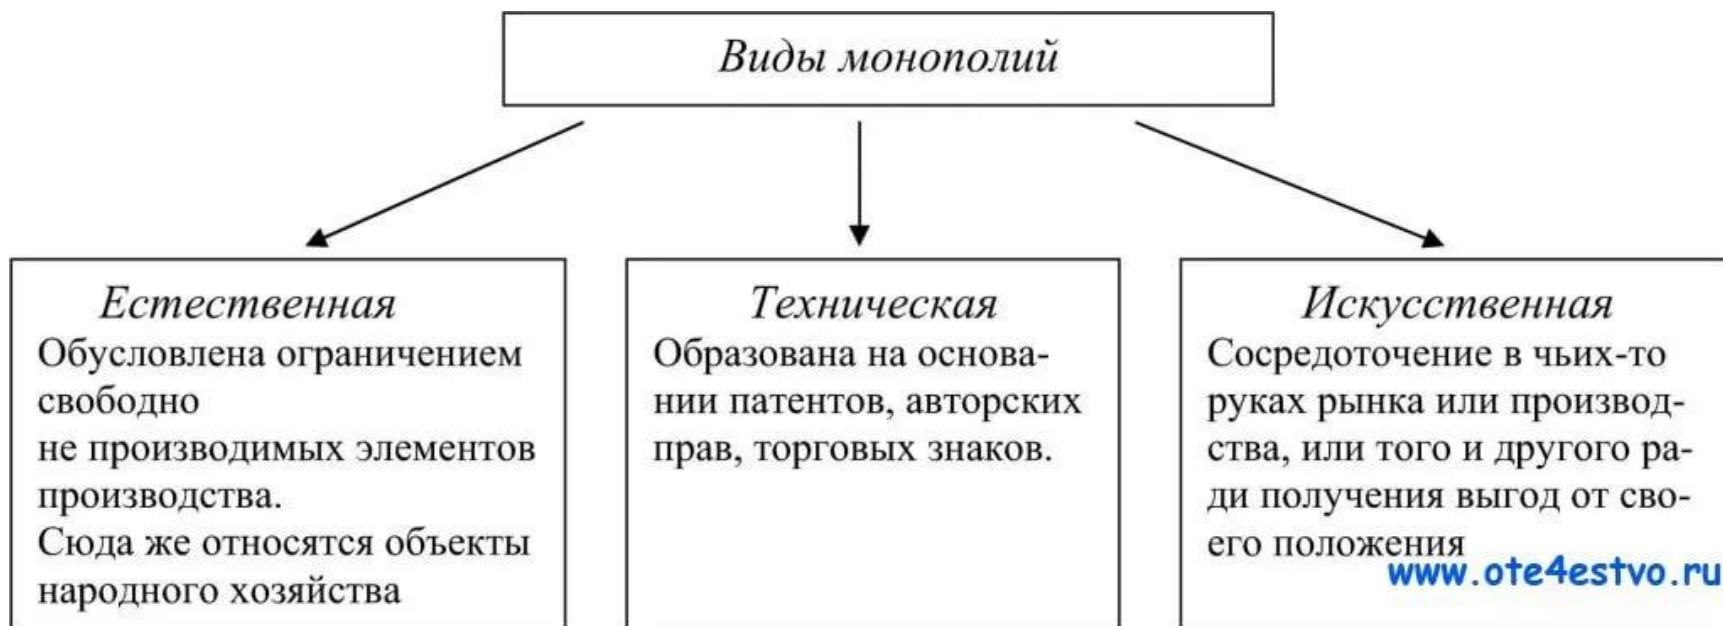 Виды монополий
Естественная
Обусловлена ограничением
свободно
не производимых элементов
производства.
Сюда же относятся объекты
народного хозяйства
Техническая
Образована на основа-
нии патентов, авторских
прав, торговых знаков.
Искусственная
Сосредоточение в чьих-то
руках рынка или производ-
ства, или того и другого ра-
ди получения выгод от сво-
его положения
www.ote4estvo.ru